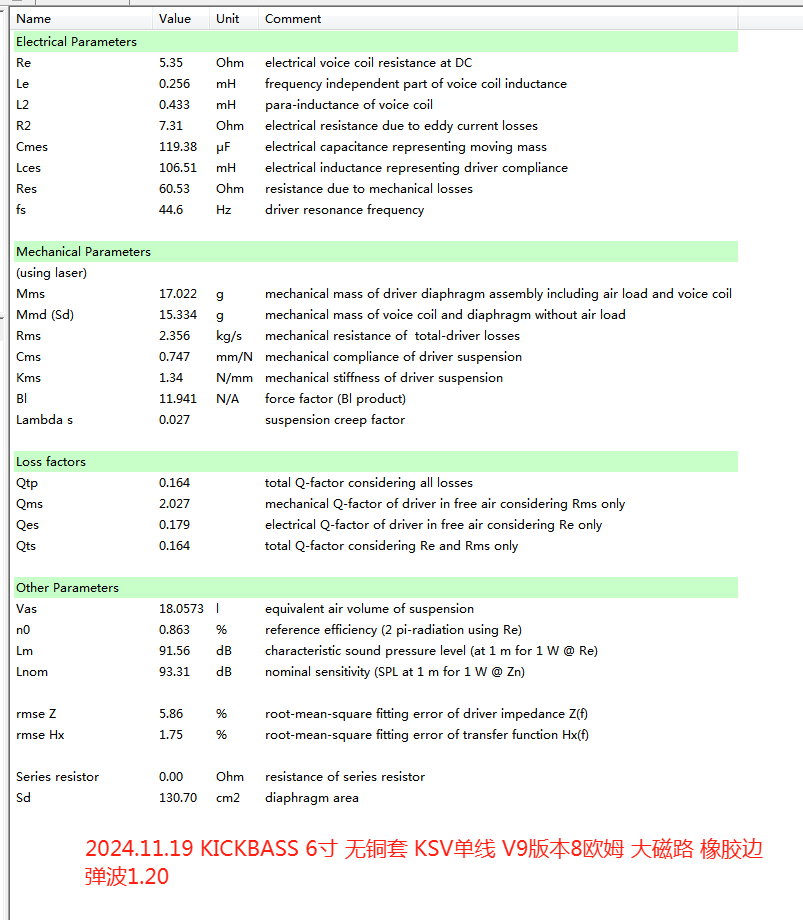 Name Value Unit Comment
Electrical Parameters
Re 5.35 Ohm electrical voice coil resistance at DC
Le 0.256 mH frequency independent part of voice coil inductance
L2 0.433 mH para-inductance of voice coil
R2 7.31 Ohm electrical resistance due to eddy current losses
Cmes 119.38 µF electrical capacitance representing moving mass
Lces 106.51 mH electrical inductance representing driver compliance
Res 60.53 Ohm resistance due to mechanical losses
fs 44.6 Hz driver resonance frequency
Mechanical Parameters
(using laser)
Mms 17.022 g mechanical mass of driver diaphragm assembly including air load and voice coil
Mmd (Sd) 15.334 g mechanical mass of voice coil and diaphragm without air load
Rms 2.356 kg/s mechanical resistance of total-driver losses
Cms 0.747 mm/N mechanical compliance of driver suspension
Kms 1.34 N/mm mechanical stiffness of driver suspension
Bl 11.941 N/A force factor (Bl product)
Lambda s 0.027 suspension creep factor
Loss factors
Qtp 0.164 total Q-factor considering all losses
Qms 2.027 mechanical Q-factor of driver in free air considering Rms only
Qes 0.179 electrical Q-factor of driver in free air considering Re only
Qts 0.164 total Q-factor considering Re and Rms only
Other Parameters
Vas 18.0573 l equivalent air volume of suspension
n0 0.863 % reference efficiency (2 pi-radiation using Re)
Lm 91.56 dB characteristic sound pressure level (at 1 m for 1 W @ Re)
Lnom 93.31 dB nominal sensitivity (SPL at 1 m for 1 W @ Zn)
rmse Z 5.86 % root-mean-square fitting error of driver impedance Z(f)
rmse Hx 1.75 % root-mean-square fitting error of transfer function Hx(f)
Series resistor 0.00 Ohm resistance of series resistor
Sd 130.70 cm2 diaphragm area
2024.11.19 KICKBASS 6寸 无铜套 KSV单线 V9版本8欧姆 大磁路 橡胶边
弹波1.20